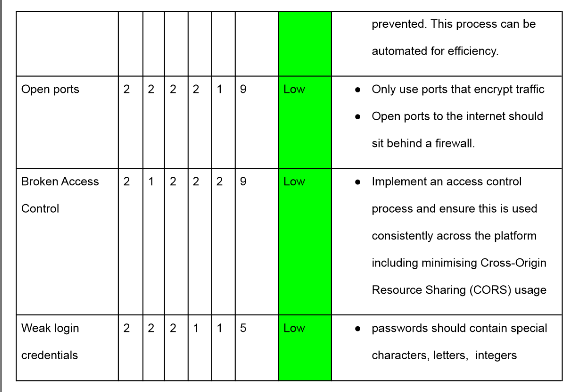 prevented. This process can be
automated for efficiency.
Open ports 2 2 2 2 1 9 Low ● Only use ports that encrypt traffic
● Open ports to the internet should
sit behind a firewall.
Broken Access 2 1 2 2 2 9 Low ● Implement an access control
Control process and ensure this is used
consistently across the platform
including minimising Cross-Origin
Resource Sharing (CORS) usage
Weak login 2 2 2 1 1 5 Low ● passwords should contain special
credentials characters, letters, integers